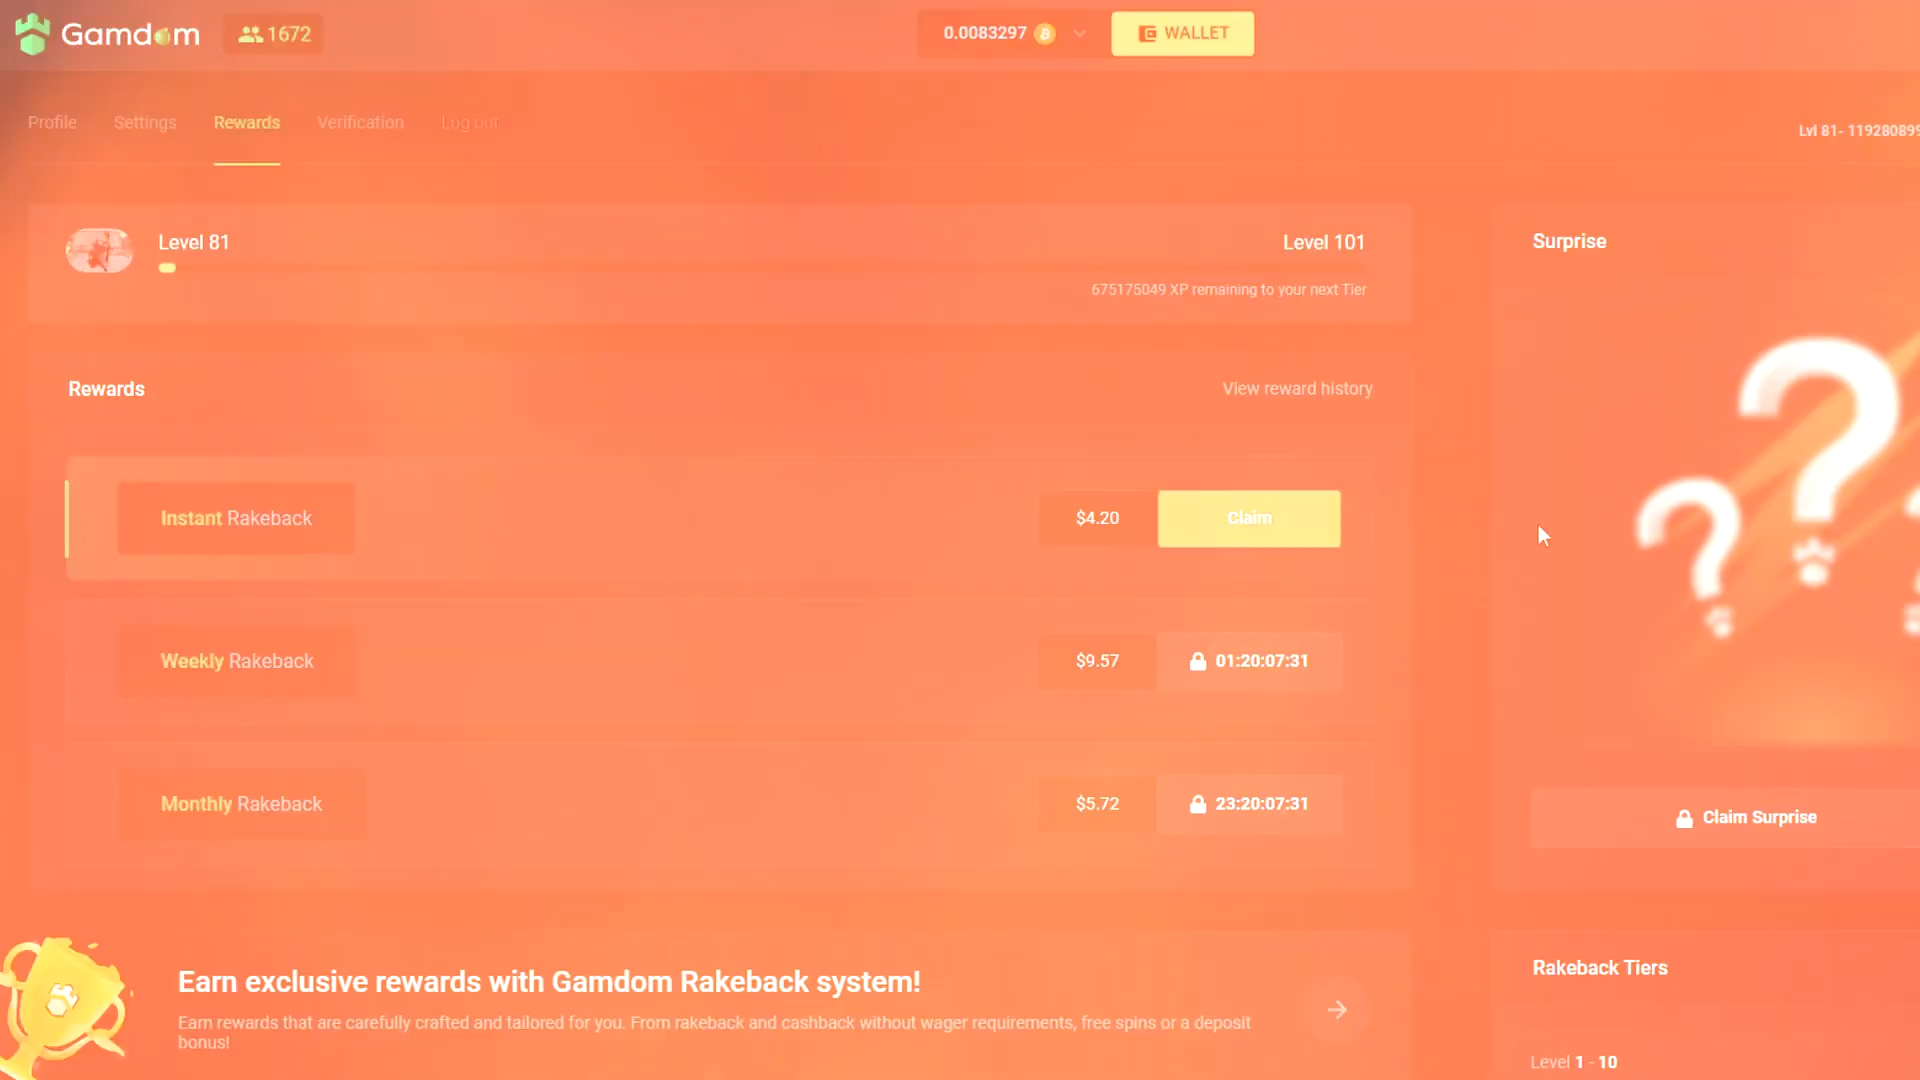 Gamdom
1672
0.0083297
WALLET
Profile
Settings
Rewards
Verification
Log out
Lvl 81- 119280899
Level 81
Level 101
675175049 XP remaining to your next Tier
Surprise
Rewards
View reward history
Instant Rakeback
$4.20
Claim
Weekly Rakeback
$9.57
01:20:07:31
Monthly Rakeback
$5.72
23:20:07:31
Claim Surprise
Earn exclusive rewards with Gamdom Rakeback system!
Earn rewards that are carefully crafted and tailored for you. From rakeback and cashback without wager requirements, free spins or a deposit
bonus!
Rakeback Tiers
Level 1 - 10